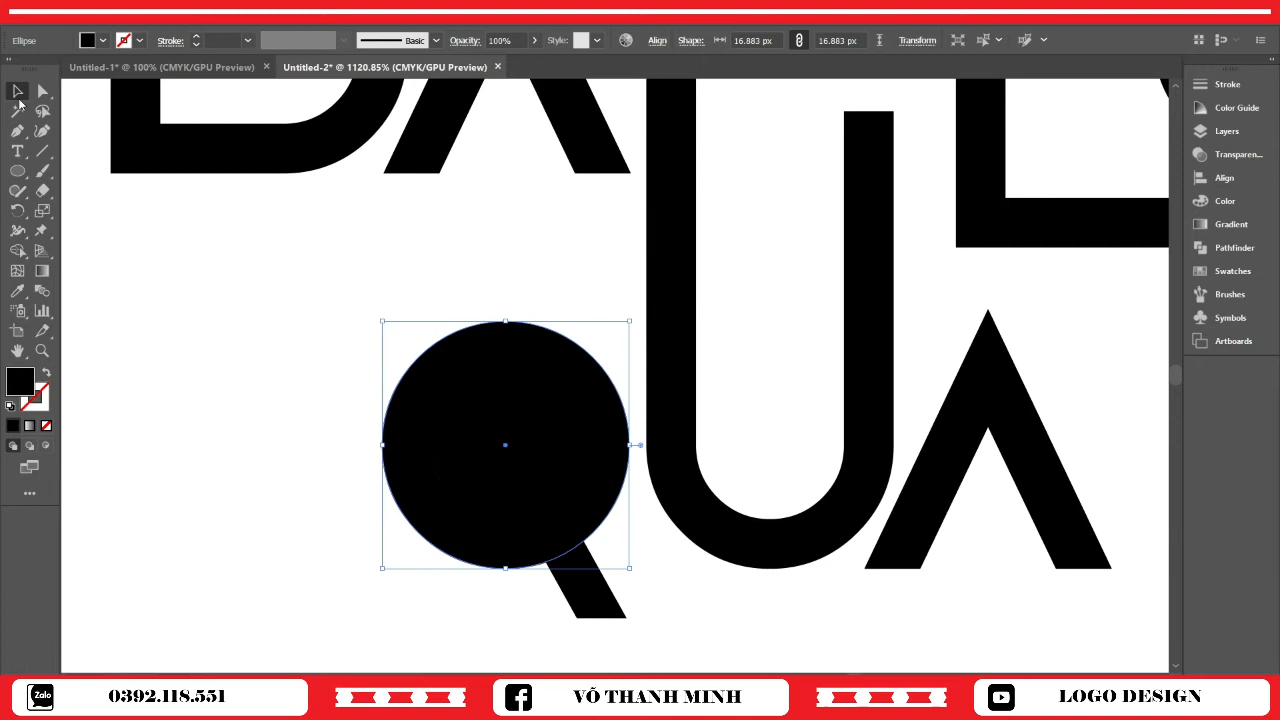 Ellipse Stroke: Basic Opacity: 100% Style: Align Shape: 16.883 px 16.883 px Transform
Untitled-1* @ 100% (CMYK/GPU Preview) × Untitled-2* @ 1120.85% (CMYK/GPU Preview) ×
Stroke
Color Guide
Layers
Transparen...
Align
Color
Gradient
Pathfinder
Swatches
Brushes
Symbols
Artboards
QUA
Zalo 0392.118.551 VÕ THANH MINH LOGO DESIGN